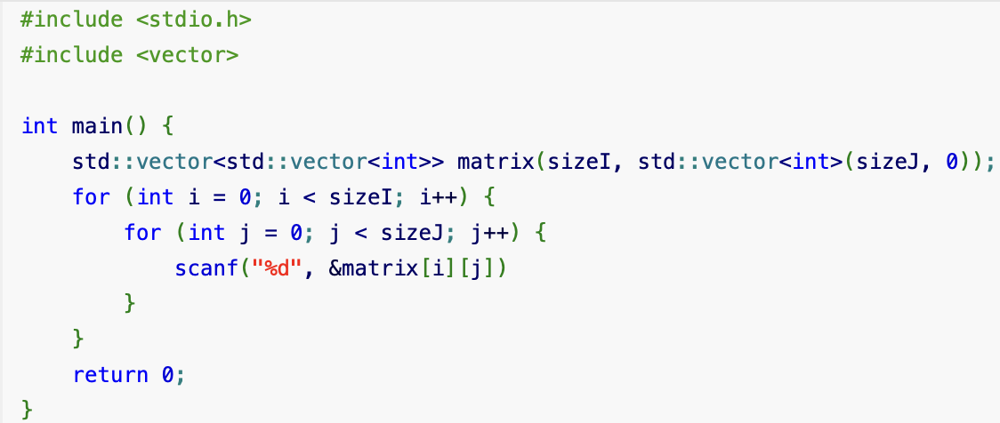 #include <stdio.h>
#include <vector>

int main() {
    std::vector<std::vector<int>> matrix(sizeI, std::vector<int>(sizeJ, 0));
    for (int i = 0; i < sizeI; i++) {
        for (int j = 0; j < sizeJ; j++) {
            scanf("%d", &matrix[i][j])
        }
    }
    return 0;
}